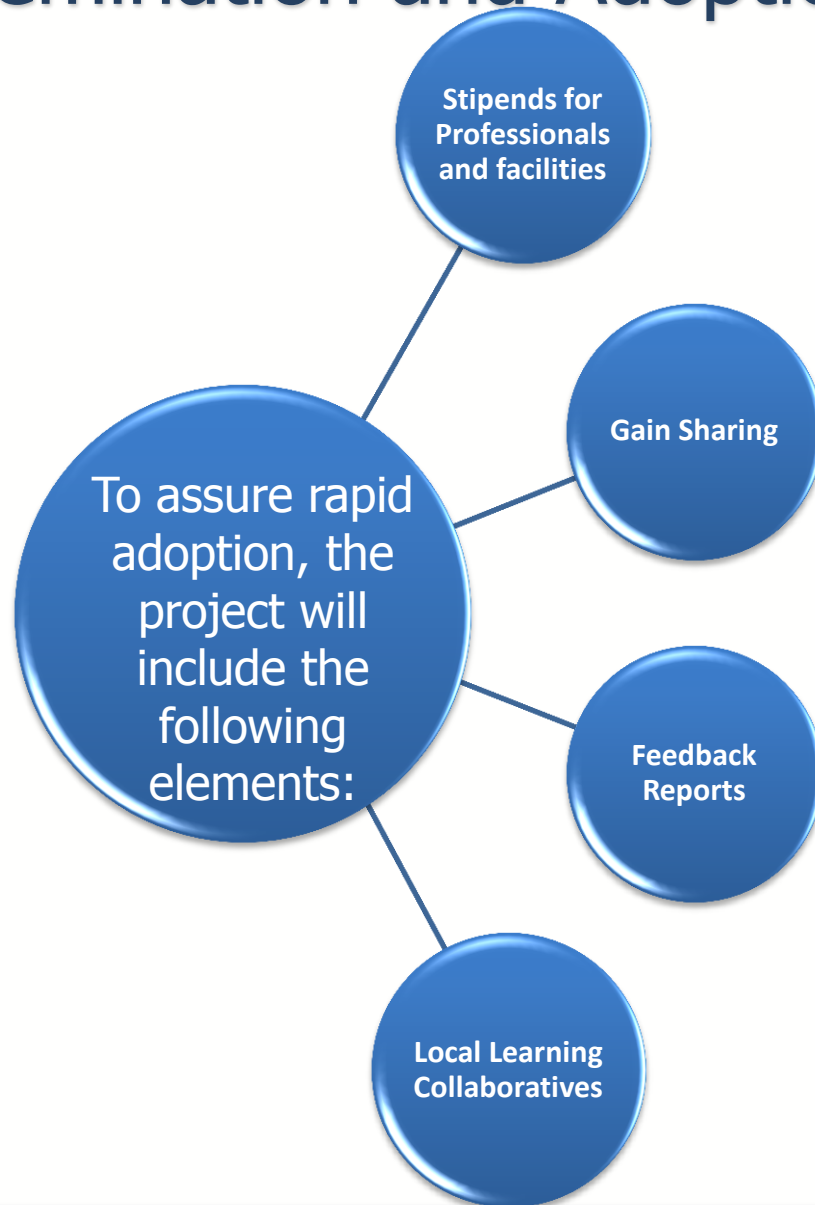 To assure rapid
adoption, the
project will
include the
following
elements:
Stipends for
Professionals
and facilities
Gain Sharing
Feedback
Reports
Local Learning
Collaboratives